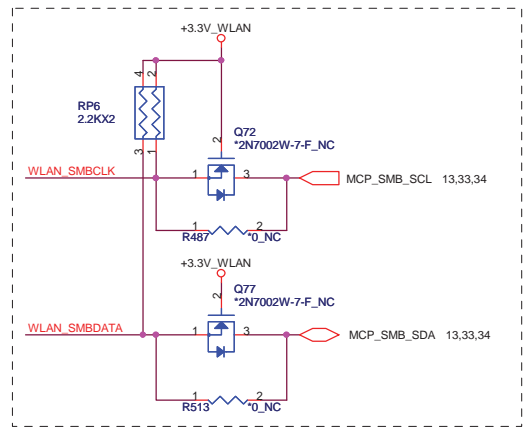 +3.3V_WLAN
4 2
RP6
2.2KX2
3 1
2
Q72
*2N7002W-7-F_NC
WLAN_SMBCLK
1 3
MCP_SMB_SCL 13,33,34
1 2
R487 *0_NC
+3.3V_WLAN
2
Q77
*2N7002W-7-F_NC
WLAN_SMBDATA
1 3
MCP_SMB_SDA 13,33,34
1 2
R513 *0_NC